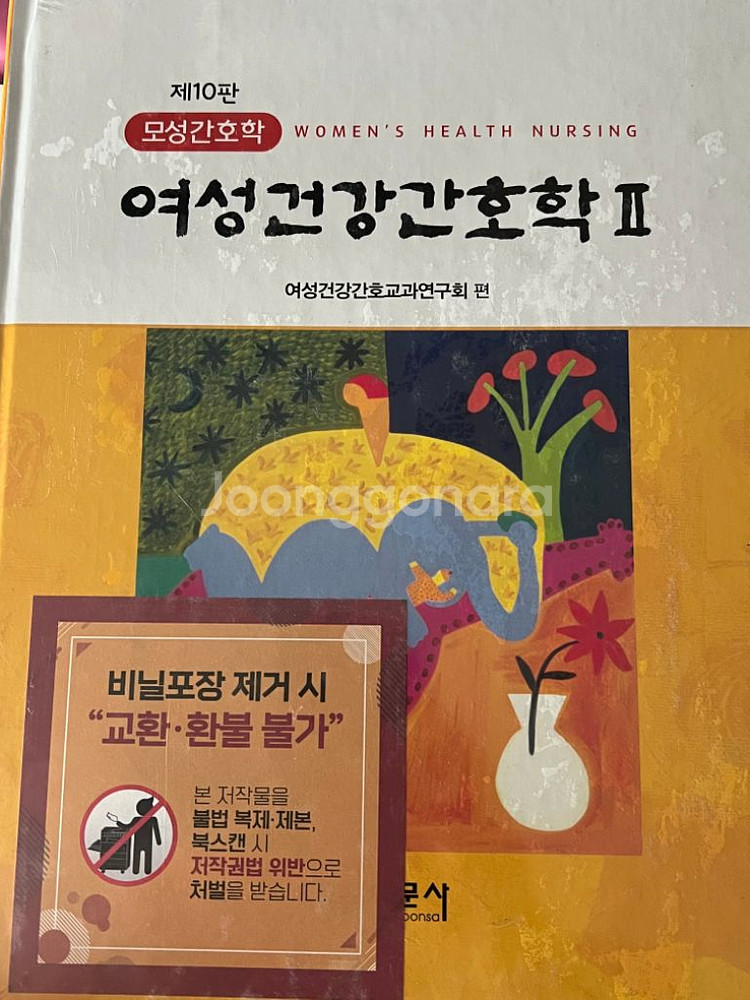 제10판
모성간호학 WOMEN'S HEALTH NURSING
여성건강간호학 II
여성건강간호교과연구회 편
Joonggonara
비닐포장 제거 시
“교환·환불 불가”
본 저작물을
불법 복제·제본,
북스캔 시
저작권법 위반으로
처벌을 받습니다.
문사
oonsa